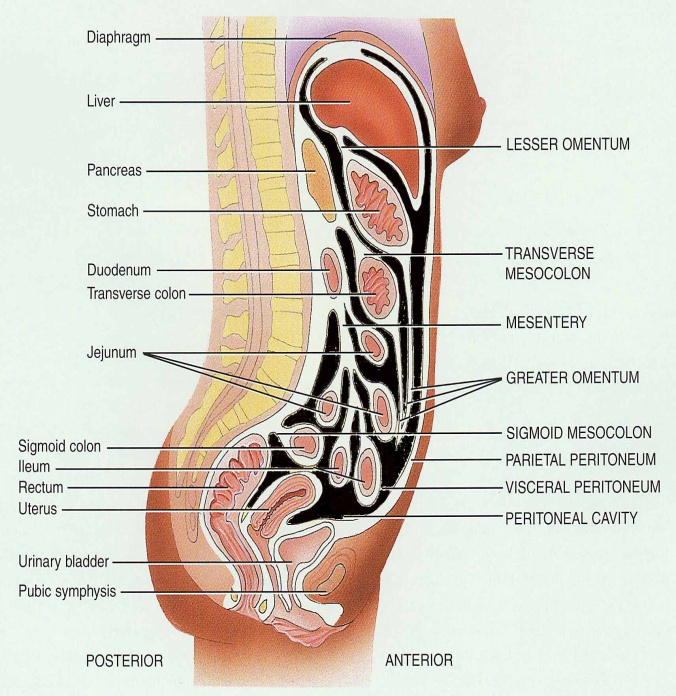 Diaphragm
Liver
LESSER OMENTUM
Pancreas
Stomach
TRANSVERSE
MESOCOLON
Duodenum
Transverse colon
MESENTERY
Jejunum
GREATER OMENTUM
SIGMOID MESOCOLON
Sigmoid colon
PARIETAL PERITONEUM
Ileum
Rectum
VISCERAL PERITONEUM
Uterus
PERITONEAL CAVITY
Urinary bladder
Pubic symphysis
POSTERIOR
ANTERIOR